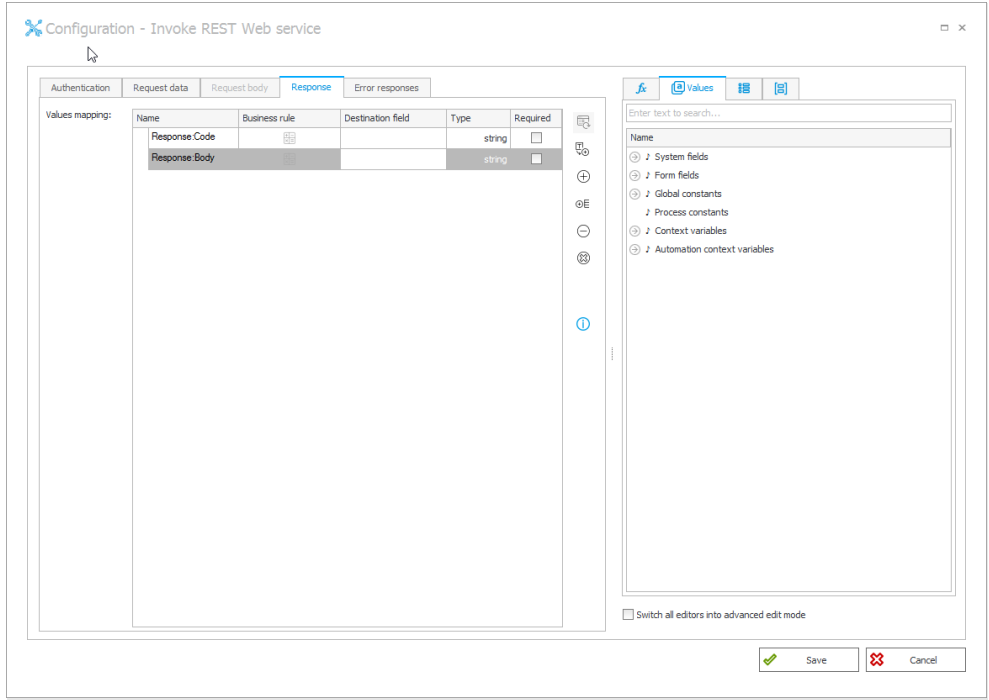 Configuration - Invoke REST Web service
Authentication
Request data
Request body
Response
Error responses
Values mapping:
Name
Business rule
Destination field
Type
Required
Response:Code
string
Response:Body
string
fx
Values
Enter text to search...
Name
System fields
Form fields
Global constants
Process constants
Context variables
Automation context variables
Switch all editors into advanced edit mode
Save
Cancel